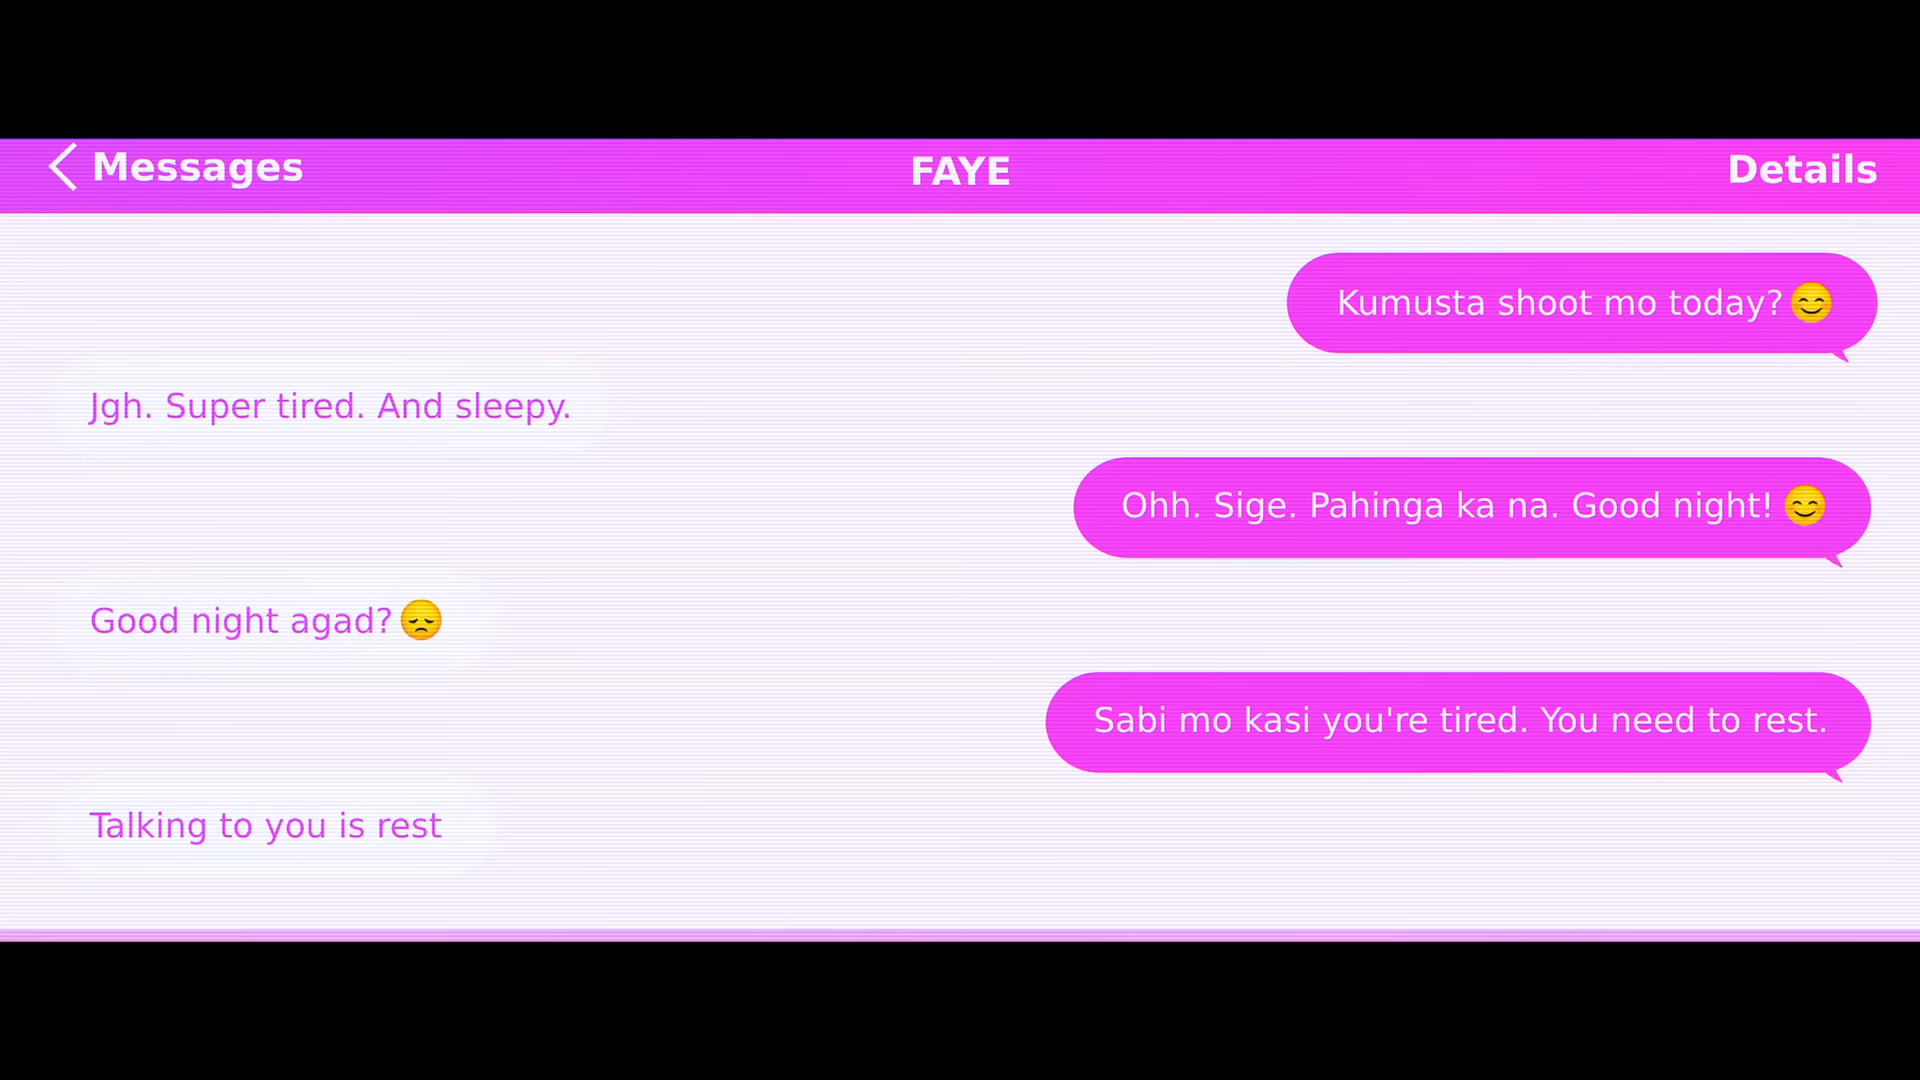 Messages
FAYE
Details
Kumusta shoot mo today?😊
Jgh. Super tired. And sleepy.
Ohh. Sige. Pahinga ka na. Good night! 😊
Good night agad?😞
Sabi mo kasi you're tired. You need to rest.
Talking to you is rest